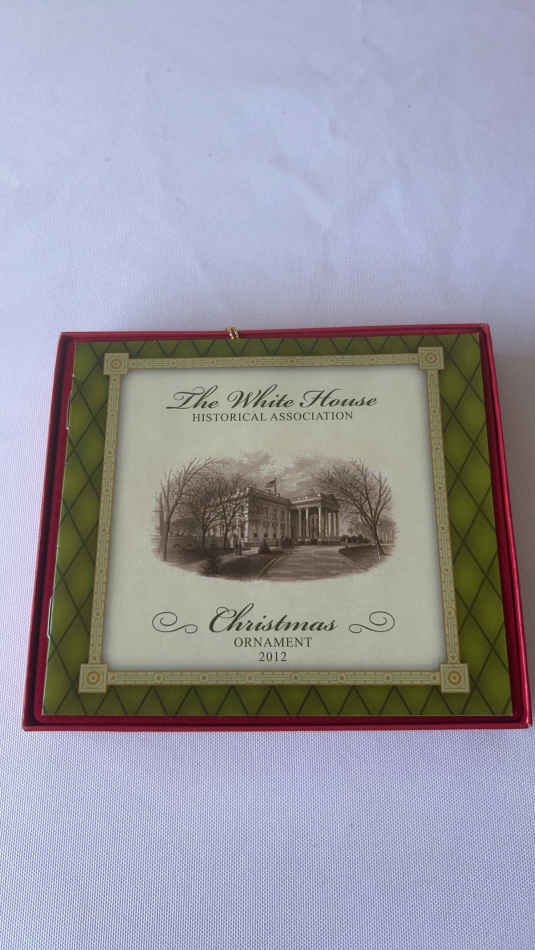 The White House
HISTORICAL ASSOCIATION
Christmas
ORNAMENT
2012